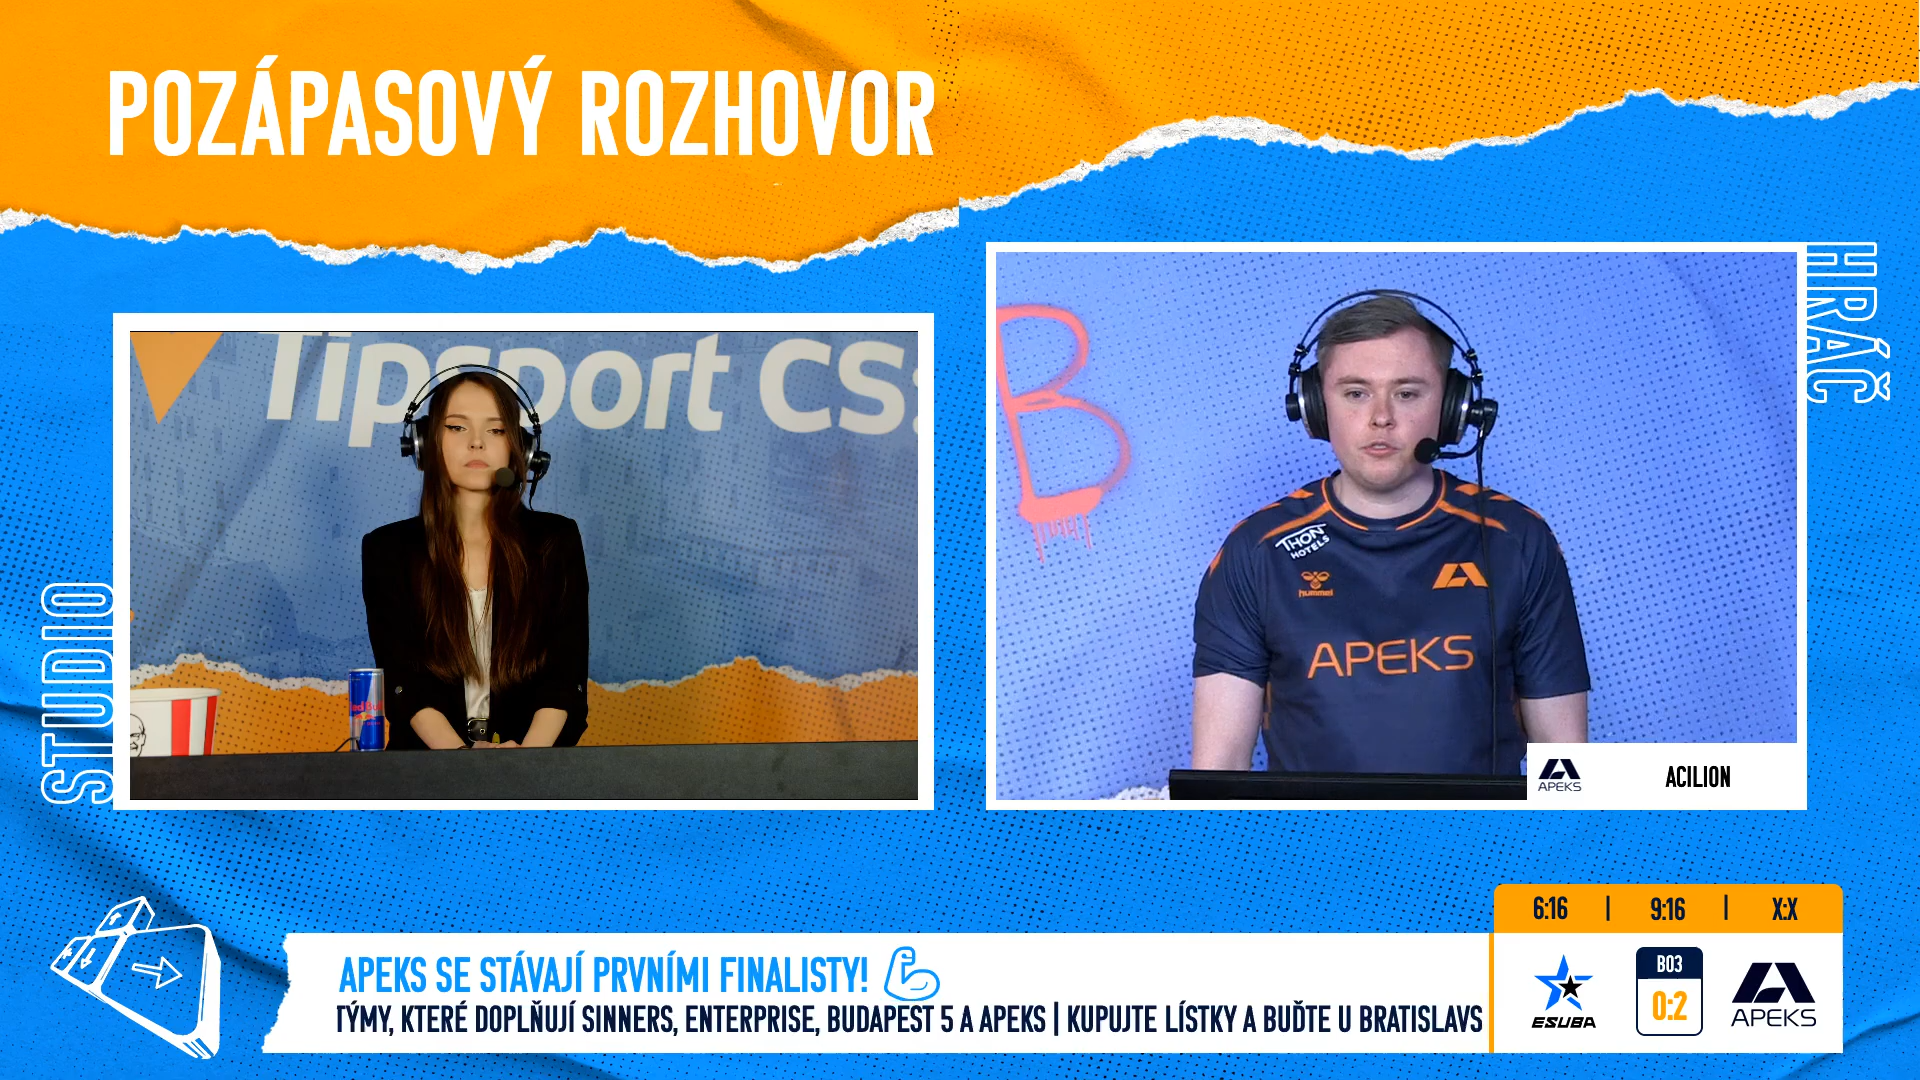 POZÁPASOVÝ ROZHOVOR
STUDIO
Tipsport CS:
Red Bull
HRÁČ
B
THON
HOTELS
hummel
APEKS
APEKS
ACILION
6:16 | 9:16 | X:X
APEKS SE STÁVAJÍ PRVNÍMI FINALISTY!
TÝMY, KTERÉ DOPLŇUJÍ SINNERS, ENTERPRISE, BUDAPEST 5 A APEKS | KUPUJTE LÍSTKY A BUĎTE U BRATISLAVS
ESUBA
BO3
0:2
APEKS